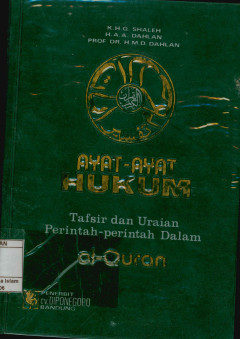 K.H.Q. SHALEH
H.A.A. DAHLAN
PROF. DR. H.M.D. DAHLAN
AYAT-AYAT
HUKUM
Tafsir dan Uraian
Perintah-perintah Dalam
al-Quran
PENERBIT
CV. DIPONEGORO
BANDUNG